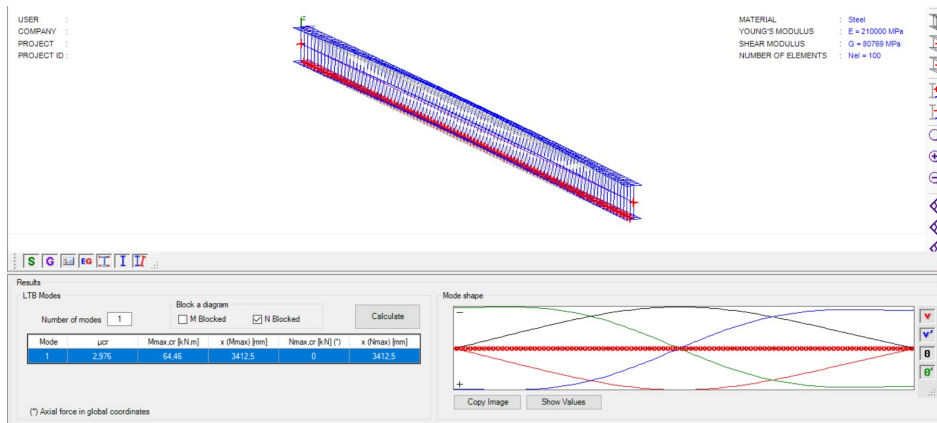 USER :
COMPANY :
PROJECT :
PROJECT ID :
MATERIAL : Steel
YOUNG'S MODULUS : E = 210000 MPa
SHEAR MODULUS : G = 80769 MPa
NUMBER OF ELEMENTS : Nel = 100
S G EG
Results
LTB Modes
Number of modes 1
Block a diagram
M Blocked N Blocked
Calculate
Mode μcr Mmax,cr [kN.m] x (Mmax) [mm] Nmax,cr [kN] (*) x (Nmax) [mm]
1 2,976 64,46 3412,5 0 3412,5
(*) Axial force in global coordinates
Mode shape
v
v'
θ
θ'
Copy Image Show Values